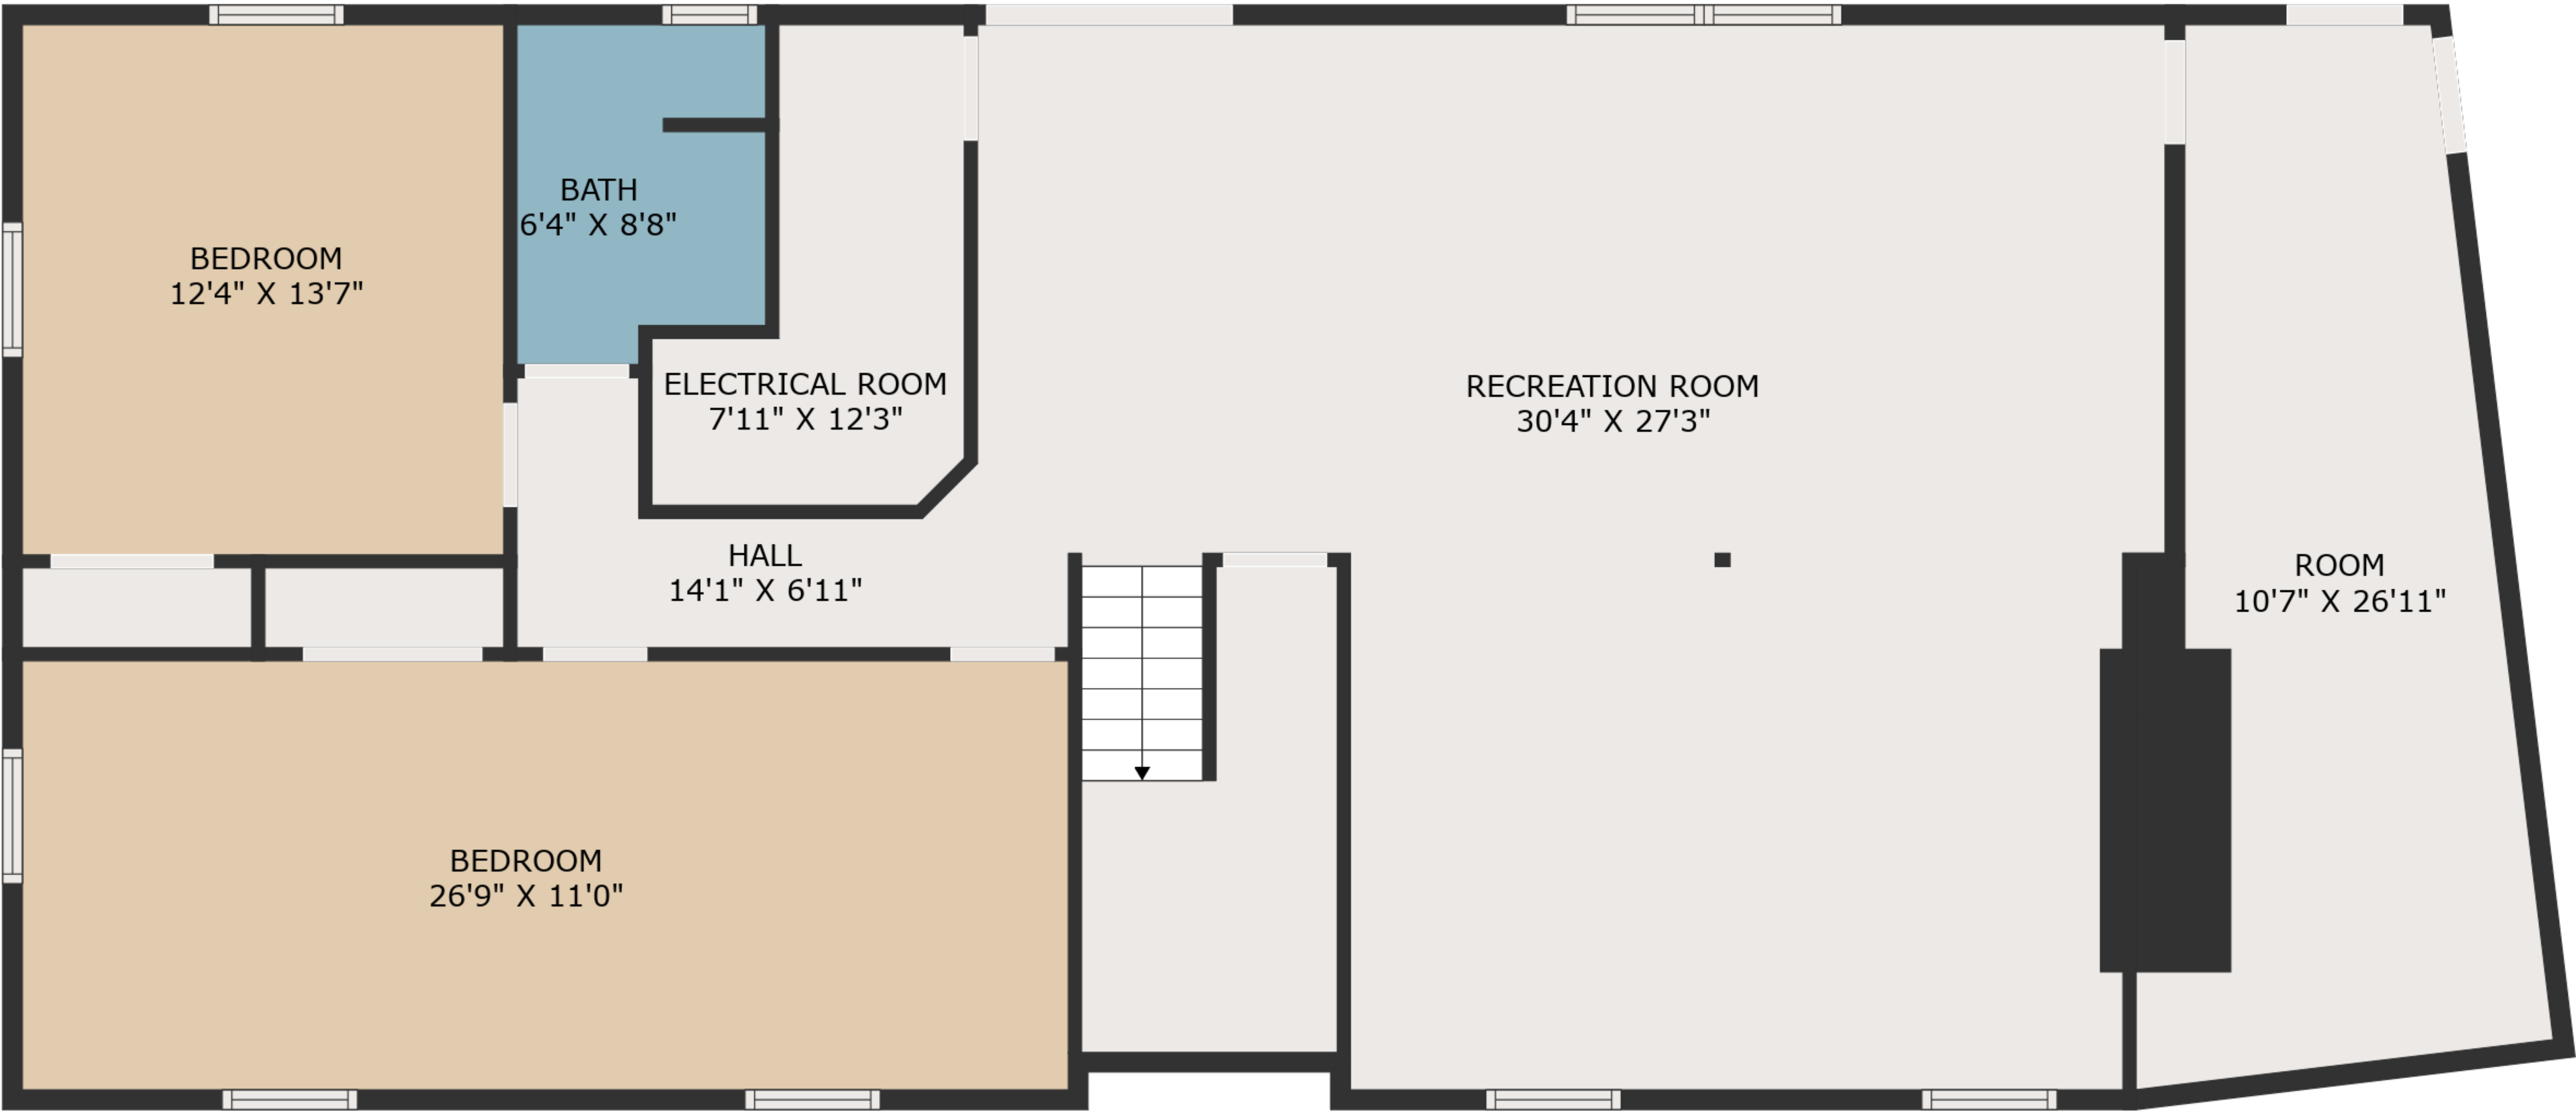 BATH
6'4" X 8'8"
BEDROOM
12'4" X 13'7"
ELECTRICAL ROOM
7'11" X 12'3"
RECREATION ROOM
30'4" X 27'3"
HALL
14'1" X 6'11"
ROOM
10'7" X 26'11"
BEDROOM
26'9" X 11'0"